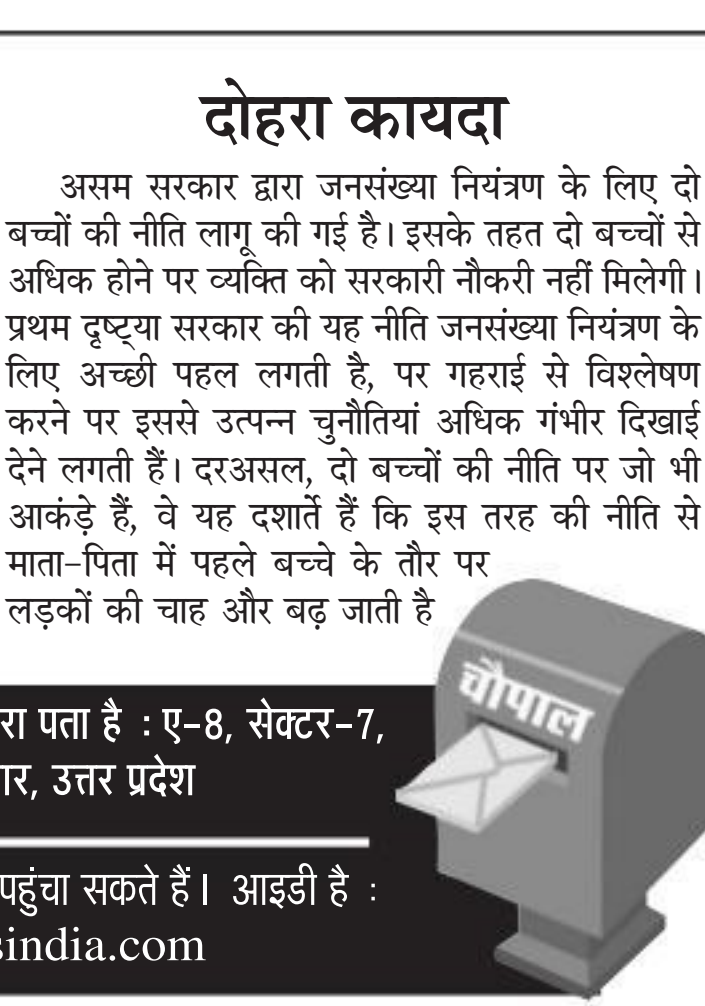 दोहरा कायदा
असम सरकार द्वारा जनसंख्या नियंत्रण के लिए दो
बच्चों की नीति लागू की गई है। इसके तहत दो बच्चों से
अधिक होने पर व्यक्ति को सरकारी नौकरी नहीं मिलेगी।
प्रथम दृष्ट्या सरकार की यह नीति जनसंख्या नियंत्रण के
लिए अच्छी पहल लगती है, पर गहराई से विश्लेषण
करने पर इससे उत्पन्न चुनौतियां अधिक गंभीर दिखाई
देने लगती हैं। दरअसल, दो बच्चों की नीति पर जो भी
आकंड़े हैं, वे यह दर्शाते हैं कि इस तरह की नीति से
माता-पिता में पहले बच्चे के तौर पर
लड़कों की चाह और बढ़ जाती है
चौपाल
रा पता है : ए-8, सेक्टर-7,
गर, उत्तर प्रदेश
पहुंचा सकते हैं। आइडी है :
sindia.com